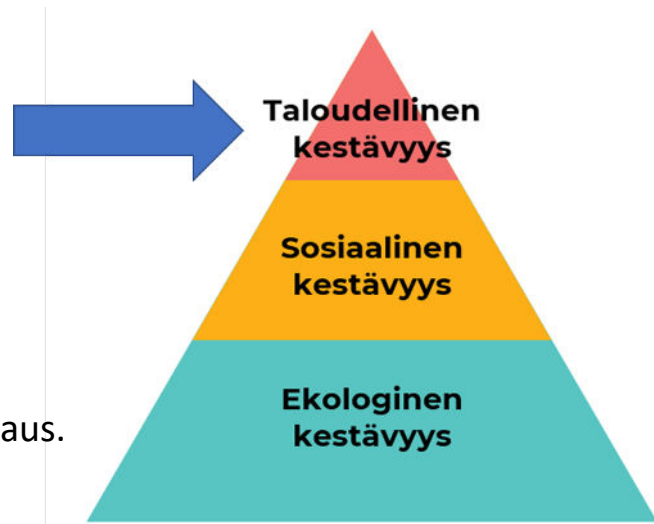 Taloudellinen
kestävyys
Sosiaalinen
kestävyys
Ekologinen
kestävyys
aus.